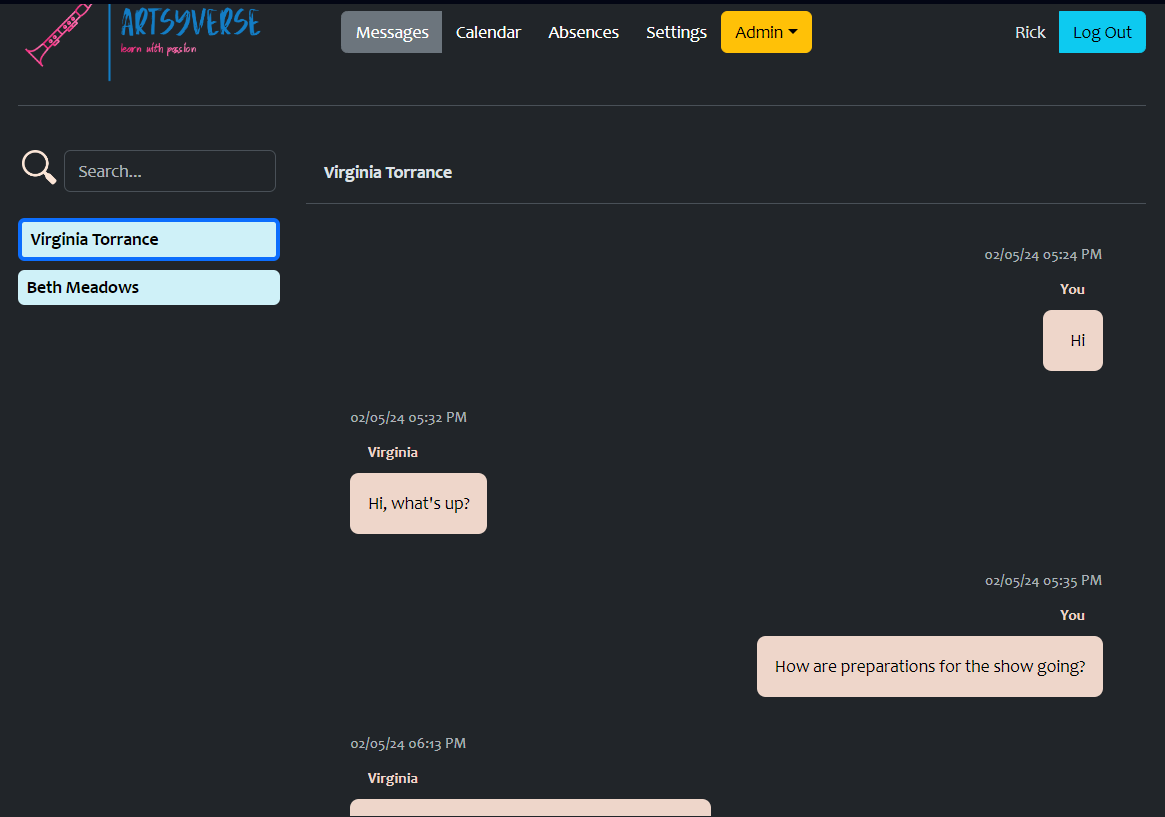 ARTSYVERSE
learn with passion
Messages Calendar Absences Settings Admin Rick Log Out
Search...
Virginia Torrance
Beth Meadows
Virginia Torrance
02/05/24 05:24 PM
You
Hi
02/05/24 05:32 PM
Virginia
Hi, what's up?
02/05/24 05:35 PM
You
How are preparations for the show going?
02/05/24 06:13 PM
Virginia